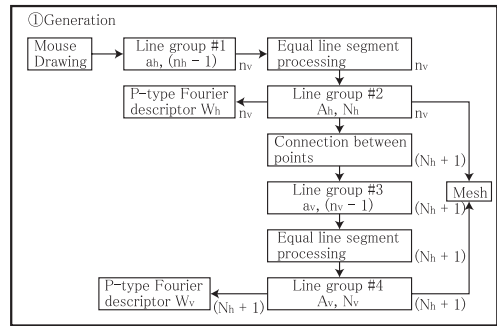 ①Generation
Mouse
Drawing
Line group #1
ah, (nh − 1)
nv
Equal line segment
processing
nv
P-type Fourier
descriptor Wh
nv
Line group #2
Ah, Nh
nv
Connection between
points
(Nh + 1)
Line group #3
av, (nv − 1)
(Nh + 1)
Mesh
Equal line segment
processing
(Nh + 1)
P-type Fourier
descriptor Wv
(Nh + 1)
Line group #4
Av, Nv
(Nh + 1)